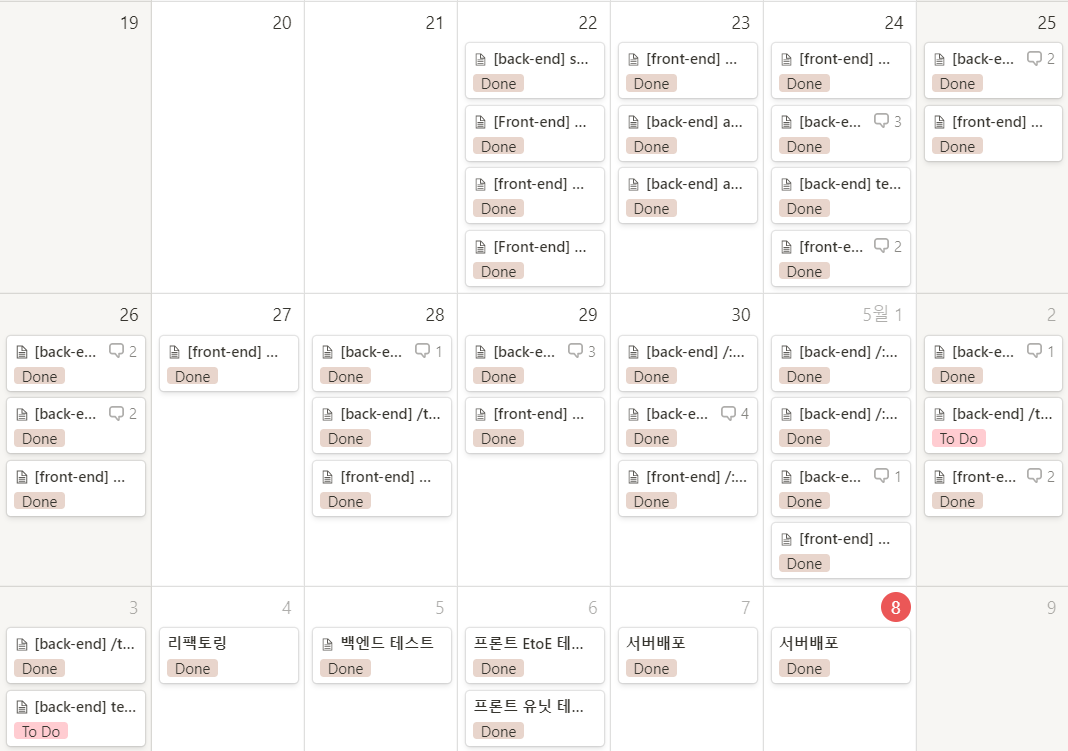 19
20
21
22
[back-end] s...
Done
[Front-end] ...
Done
[front-end] ...
Done
[Front-end] ...
Done
23
[front-end] ...
Done
[back-end] a...
Done
[back-end] a...
Done
24
[front-end] ...
Done
[back-e... 3
Done
[back-end] te...
Done
[front-e... 2
Done
25
[back-e... 2
Done
[front-end] ...
Done
26
[back-e... 2
Done
[back-e... 2
Done
[front-end] ...
Done
27
[front-end] ...
Done
28
[back-e... 1
Done
[back-end] /t...
Done
[front-end] ...
Done
29
[back-e... 3
Done
[front-end] ...
Done
30
[back-end] /:...
Done
[back-e... 4
Done
[front-end] /:...
Done
5월 1
[back-end] /:...
Done
[back-end] /:...
Done
[back-e... 1
Done
[front-end] ...
Done
2
[back-e... 1
Done
[back-end] /t...
To Do
[front-e... 2
Done
3
[back-end] /t...
Done
[back-end] te...
To Do
4
리팩토링
Done
5
백엔드 테스트
Done
6
프론트 EtoE 테...
Done
프론트 유닛 테...
Done
7
서버배포
Done
8
서버배포
Done
9